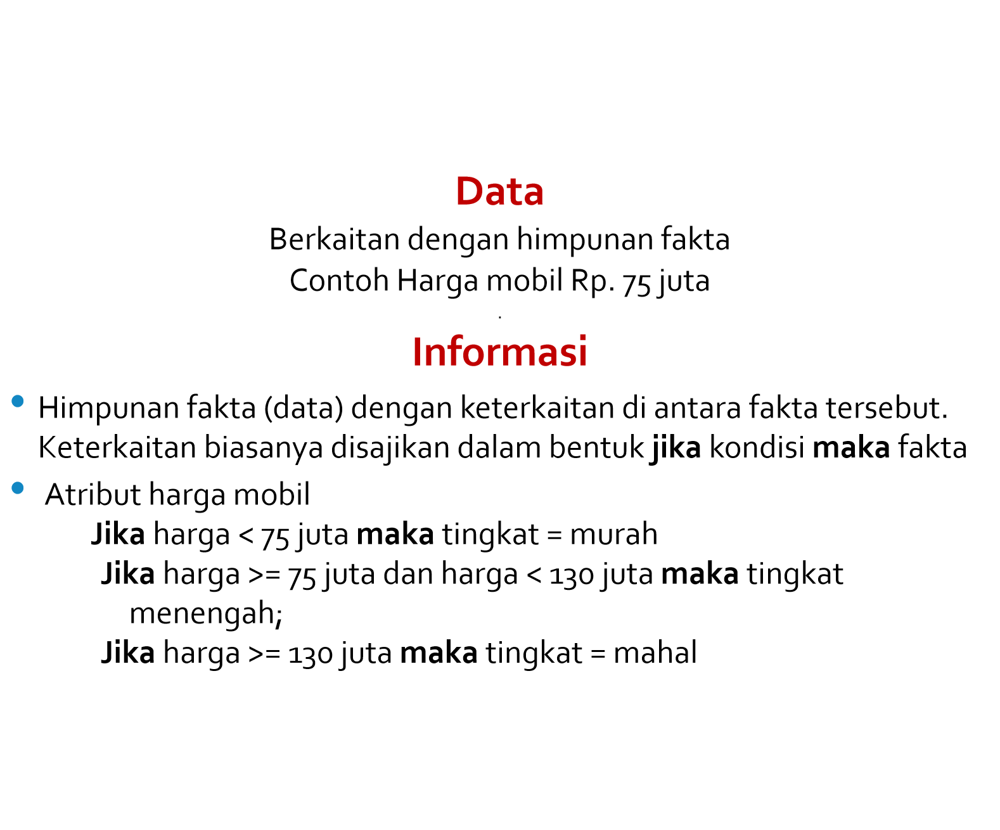 Data
Berkaitan dengan himpunan fakta
Contoh Harga mobil Rp. 75 juta
.
Informasi
• Himpunan fakta (data) dengan keterkaitan di antara fakta tersebut.
Keterkaitan biasanya disajikan dalam bentuk jika kondisi maka fakta
• Atribut harga mobil
Jika harga < 75 juta maka tingkat = murah
Jika harga >= 75 juta dan harga < 130 juta maka tingkat
menengah;
Jika harga >= 130 juta maka tingkat = mahal